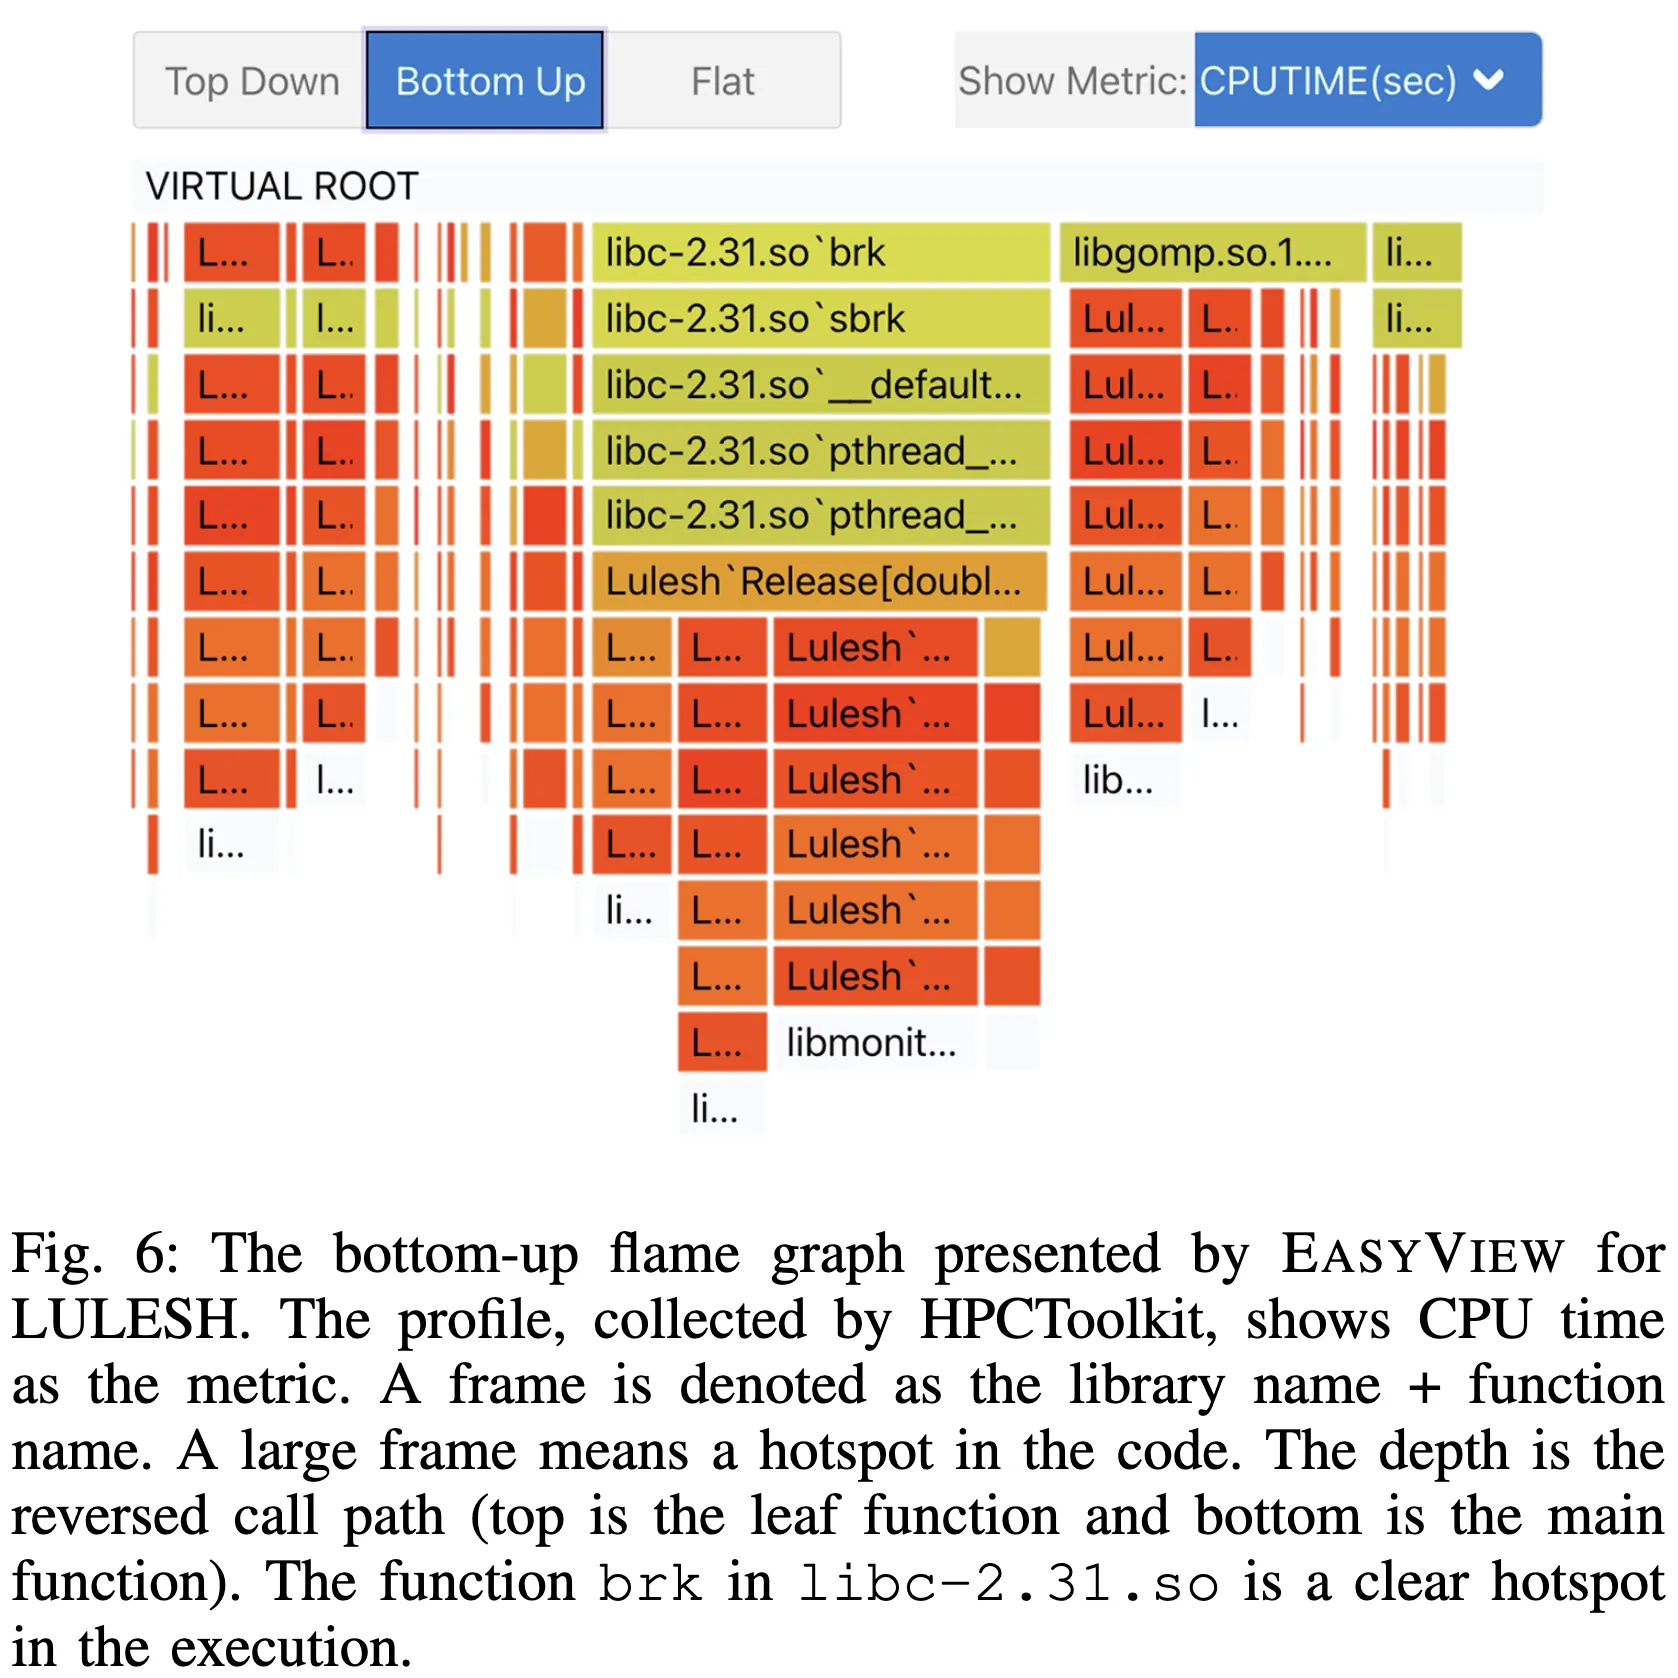 Top Down Bottom Up Flat Show Metric: CPUTIME(sec)
VIRTUAL ROOT
L... L.. libc-2.31.so`brk libgomp.so.1.... li...
li... l... libc-2.31.so`sbrk Lul... L.. li...
L... L.. libc-2.31.so`__default... Lul... L..
L... L.. libc-2.31.so`pthread_... Lul... L..
L... L.. libc-2.31.so`pthread_... Lul... L..
L... L.. Lulesh`Release[doubl... Lul... L..
L... L.. L... L... Lulesh`... Lul... L..
L... L.. L... L... Lulesh`... Lul... l...
L... l... L... L... Lulesh`... lib...
li... L... L... Lulesh`...
li... L... Lulesh`...
L... Lulesh`...
L... libmonit...
li...
Fig. 6: The bottom-up flame graph presented by EASYVIEW for
LULESH. The profile, collected by HPCToolkit, shows CPU time
as the metric. A frame is denoted as the library name + function
name. A large frame means a hotspot in the code. The depth is the
reversed call path (top is the leaf function and bottom is the main
function). The function brk in libc-2.31.so is a clear hotspot
in the execution.